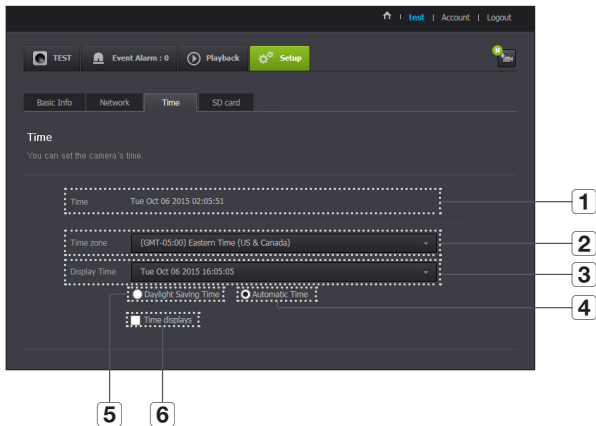 test | Account | Logout
TEST Event Alarm : 0 Playback Setup N
Basic Info Network Time SD card
Time
You can set the camera's time.
Time Tue Oct 06 2015 02:05:51 1
Time zone (GMT-05:00) Eastern Time (US & Canada) 2
Display Time Tue Oct 06 2015 16:05:05 3
Daylight Saving Time Automatic Time 4
Time displays
5 6